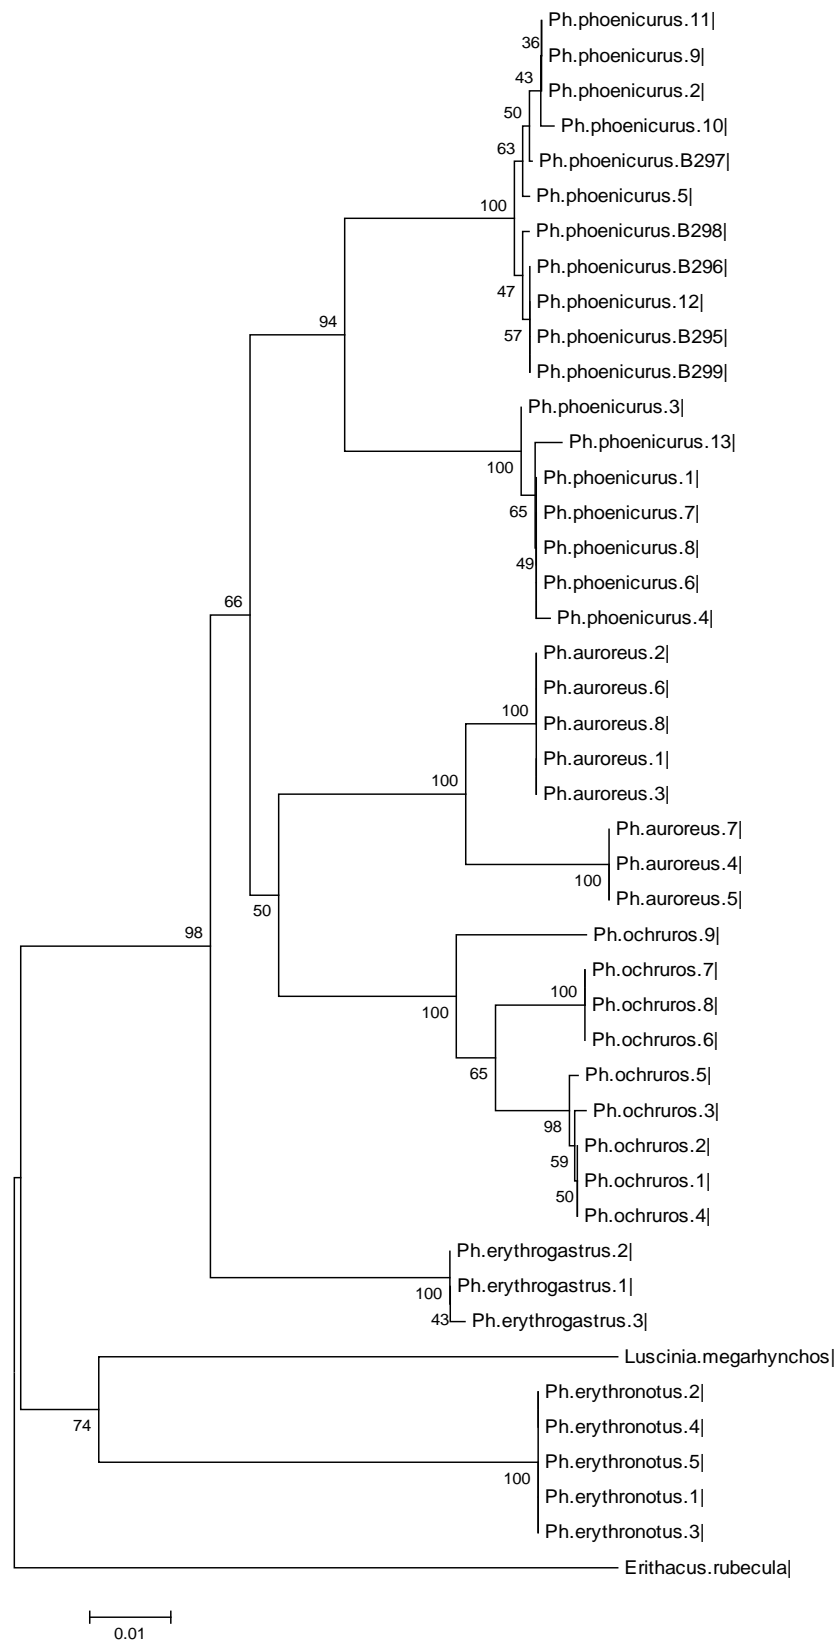 Ph.phoenicurus.11|
36
Ph.phoenicurus.9|
43
Ph.phoenicurus.2|
50
Ph.phoenicurus.10|
63
Ph.phoenicurus.B297|
Ph.phoenicurus.5|
100
Ph.phoenicurus.B298|
Ph.phoenicurus.B296|
47
Ph.phoenicurus.12|
94
57
Ph.phoenicurus.B295|
Ph.phoenicurus.B299|
Ph.phoenicurus.3|
Ph.phoenicurus.13|
100
Ph.phoenicurus.1|
65
Ph.phoenicurus.7|
Ph.phoenicurus.8|
49
Ph.phoenicurus.6|
66
Ph.phoenicurus.4|
Ph.auroreus.2|
Ph.auroreus.6|
100
Ph.auroreus.8|
Ph.auroreus.1|
100
Ph.auroreus.3|
Ph.auroreus.7|
Ph.auroreus.4|
100
Ph.auroreus.5|
50
98
Ph.ochruros.9|
Ph.ochruros.7|
100
Ph.ochruros.8|
100
Ph.ochruros.6|
65
Ph.ochruros.5|
Ph.ochruros.3|
98
Ph.ochruros.2|
59
Ph.ochruros.1|
50
Ph.ochruros.4|
Ph.erythrogastrus.2|
Ph.erythrogastrus.1|
100
43
Ph.erythrogastrus.3|
Luscinia.megarhynchos|
Ph.erythronotus.2|
74
Ph.erythronotus.4|
Ph.erythronotus.5|
100
Ph.erythronotus.1|
Ph.erythronotus.3|
Erithacus.rubecula|
0.01